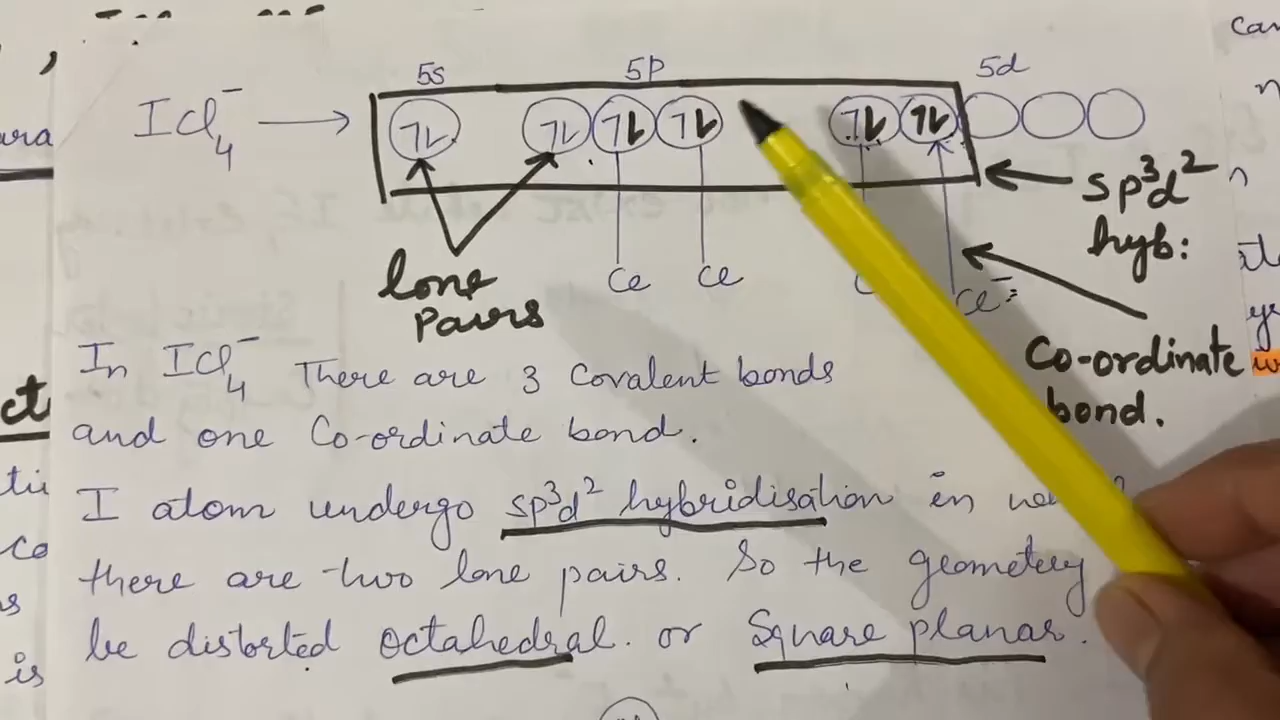 5s 5p 5d
ICl4⁻ →
sp³d² hyb:
Lone Pairs
Cl Cl Cl⁻
Co-ordinate bond.
In ICl4⁻ There are 3 Covalent bonds
and one Co-ordinate bond.
I atom undergo sp³d² hybridisation in
there are two lone pairs. So the geometry
be distorted octahedral. or Square planar.